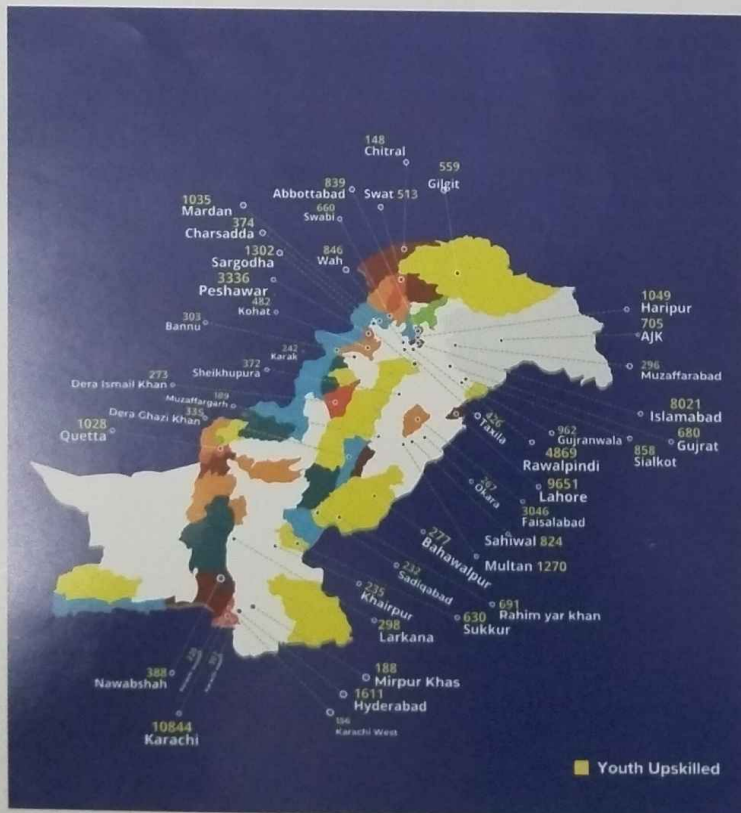 148
Chitral
559
Gilgit
839
Abbottabad
Swat 513
660
Swabi
1035
Mardan
374
Charsadda
1302
Sargodha
846
Wah
3336
Peshawar
482
Kohat
303
Bannu
242
Karak
372
Sheikhupura
273
Dera Ismail Khan
189
Muzaffargarh
335
Dera Ghazi Khan
1028
Quetta
1049
Haripur
705
AJK
296
Muzaffarabad
8021
Islamabad
680
Gujrat
858
Sialkot
962
Gujranwala
426
Taxila
4869
Rawalpindi
9651
Lahore
Okara
3046
Faisalabad
Sahiwal 824
Multan 1270
277
Bahawalpur
232
Sadiqabad
691
Rahim yar khan
630
Sukkur
235
Khairpur
298
Larkana
188
Mirpur Khas
1611
Hyderabad
156
Karachi West
388
Nawabshah
10844
Karachi
Youth Upskilled